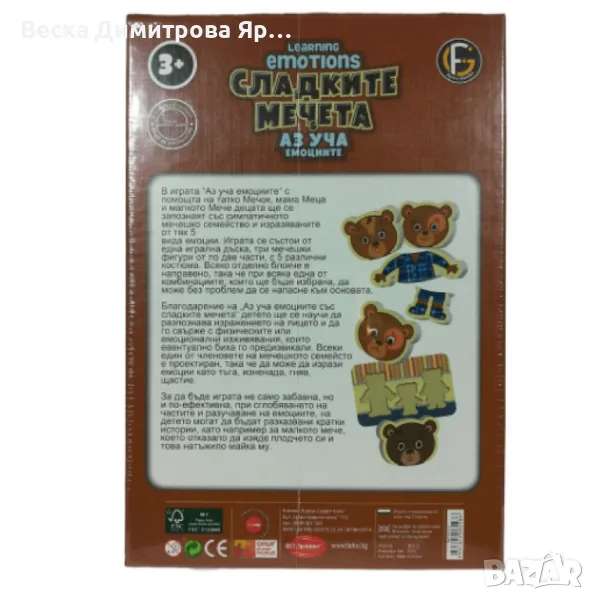 Веска Димитрова Яр...
3+
Learning
emotions
СЛАДКИТЕ
МЕЧЕТА
АЗ УЧА
ЕМОЦИИТЕ
В играта "Аз уча емоциите" с
помощта на татко Мечок, мама Меца
и малкото Мече децата ще се
запознаят със симпатичното
мечешко семейство и изразяваните
от тях 5
вида емоции. Играта се състои от
една игрална дъска, три мечешки
фигури от по две части, с 5 различни
костюма. Всяко отделно блокче е
направено, така че при всяка една от
комбинациите, които ще бъде избрана, да
може без проблем да се напасне към основата.
Благодарение на „Аз уча емоциите със
сладките мечета" детето ще се научи да
разпознава изражението на лицето и да
го свърже с физическите или
емоционални изживявания, които
евентуално биха го предизвикали. Всеки
един от членовете на мечешкото семейсто е
проектиран, така че да може да изрази
емоции като тъга, изненада, гняв,
щастие.
За да бъде играта не само забавна, но
и по-ефективна, при сглобяването на
частите и разучаване на емоциите, на
детето могат да бъдат разказвани кратки
истории, като например за малкото мече,
което отказало да изяде плодчето си и
това натъжило майка му.
FSC
CE
BAZAR